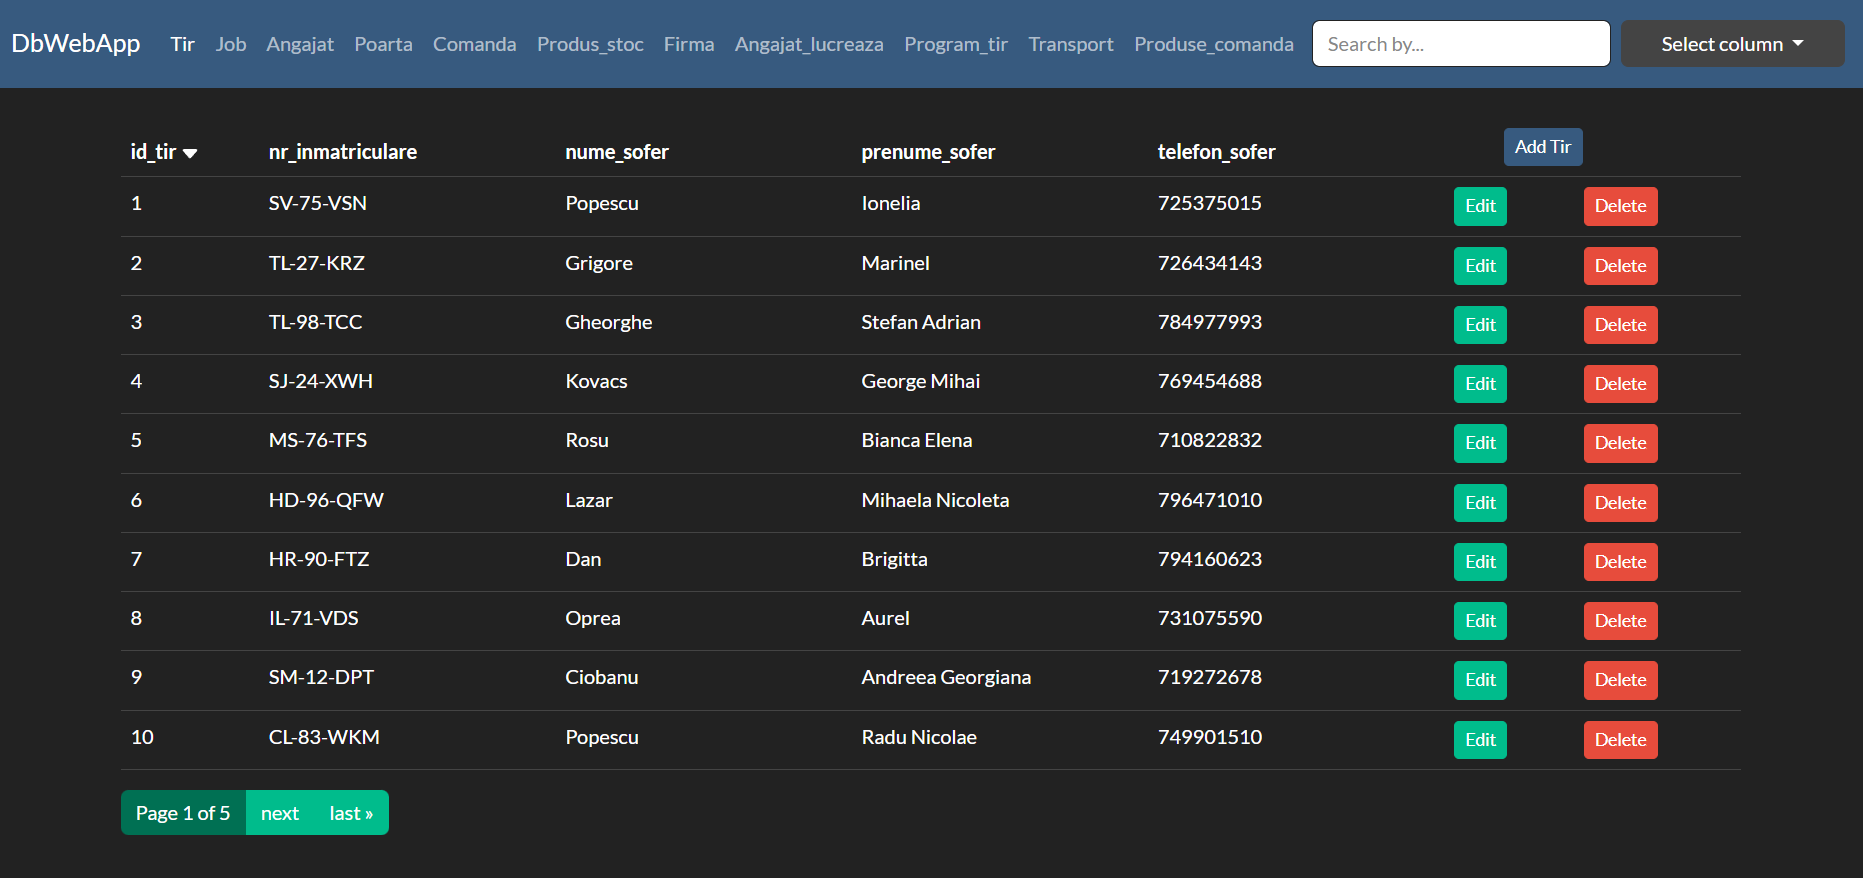 DbWebApp Tir Job Angajat Poarta Comanda Produs_stoc Firma Angajat_lucreaza Program_tir Transport Produse_comanda Search by... Select column
id_tir nr_inmatriculare nume_sofer prenume_sofer telefon_sofer Add Tir
1 SV-75-VSN Popescu Ionelia 725375015 Edit Delete
2 TL-27-KRZ Grigore Marinel 726434143 Edit Delete
3 TL-98-TCC Gheorghe Stefan Adrian 784977993 Edit Delete
4 SJ-24-XWH Kovacs George Mihai 769454688 Edit Delete
5 MS-76-TFS Rosu Bianca Elena 710822832 Edit Delete
6 HD-96-QFW Lazar Mihaela Nicoleta 796471010 Edit Delete
7 HR-90-FTZ Dan Brigitta 794160623 Edit Delete
8 IL-71-VDS Oprea Aurel 731075590 Edit Delete
9 SM-12-DPT Ciobanu Andreea Georgiana 719272678 Edit Delete
10 CL-83-WKM Popescu Radu Nicolae 749901510 Edit Delete
Page 1 of 5 next last »